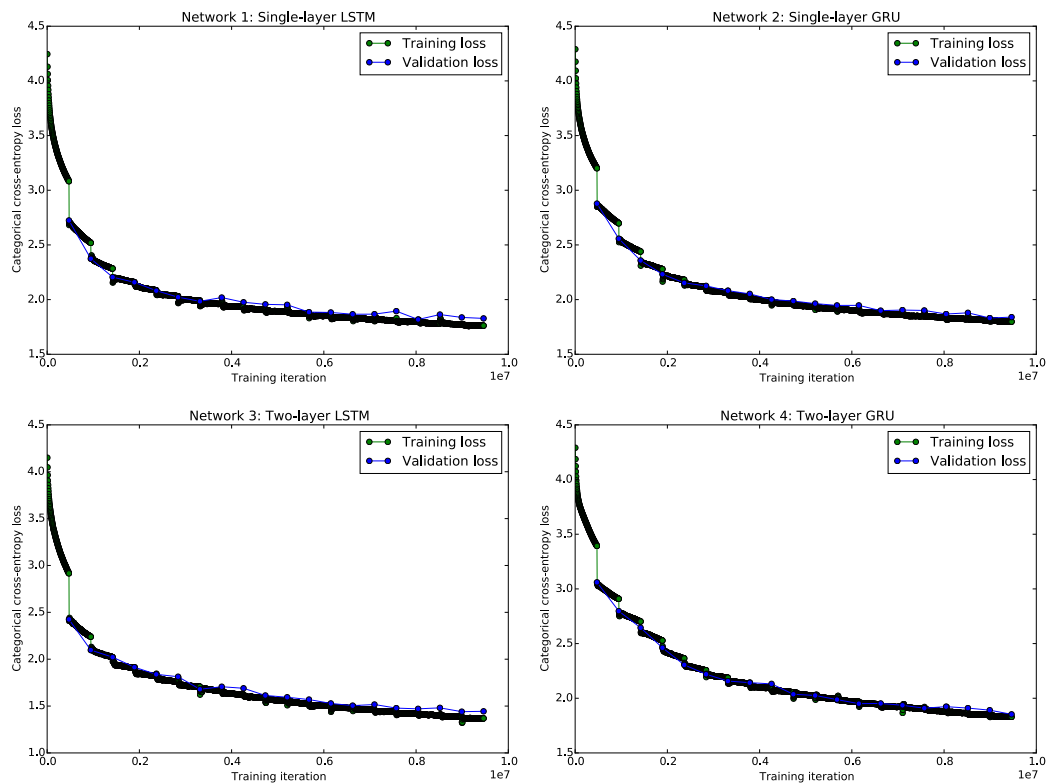 Network 1: Single-layer LSTM
4.5
4.0
3.5
3.0
2.5
2.0
1.5
Categorical cross-entropy loss
Training loss
Validation loss
0.0
0.2
0.4
0.6
0.8
1.0
1e7
Training iteration
Network 2: Single-layer GRU
4.5
4.0
3.5
3.0
2.5
2.0
1.5
Categorical cross-entropy loss
Training loss
Validation loss
0.0
0.2
0.4
0.6
0.8
1.0
1e7
Training iteration
Network 3: Two-layer LSTM
4.5
4.0
3.5
3.0
2.5
2.0
1.5
1.0
Categorical cross-entropy loss
Training loss
Validation loss
0.0
0.2
0.4
0.6
0.8
1.0
1e7
Training iteration
Network 4: Two-layer GRU
4.5
4.0
3.5
3.0
2.5
2.0
1.5
Categorical cross-entropy loss
Training loss
Validation loss
0.0
0.2
0.4
0.6
0.8
1.0
1e7
Training iteration